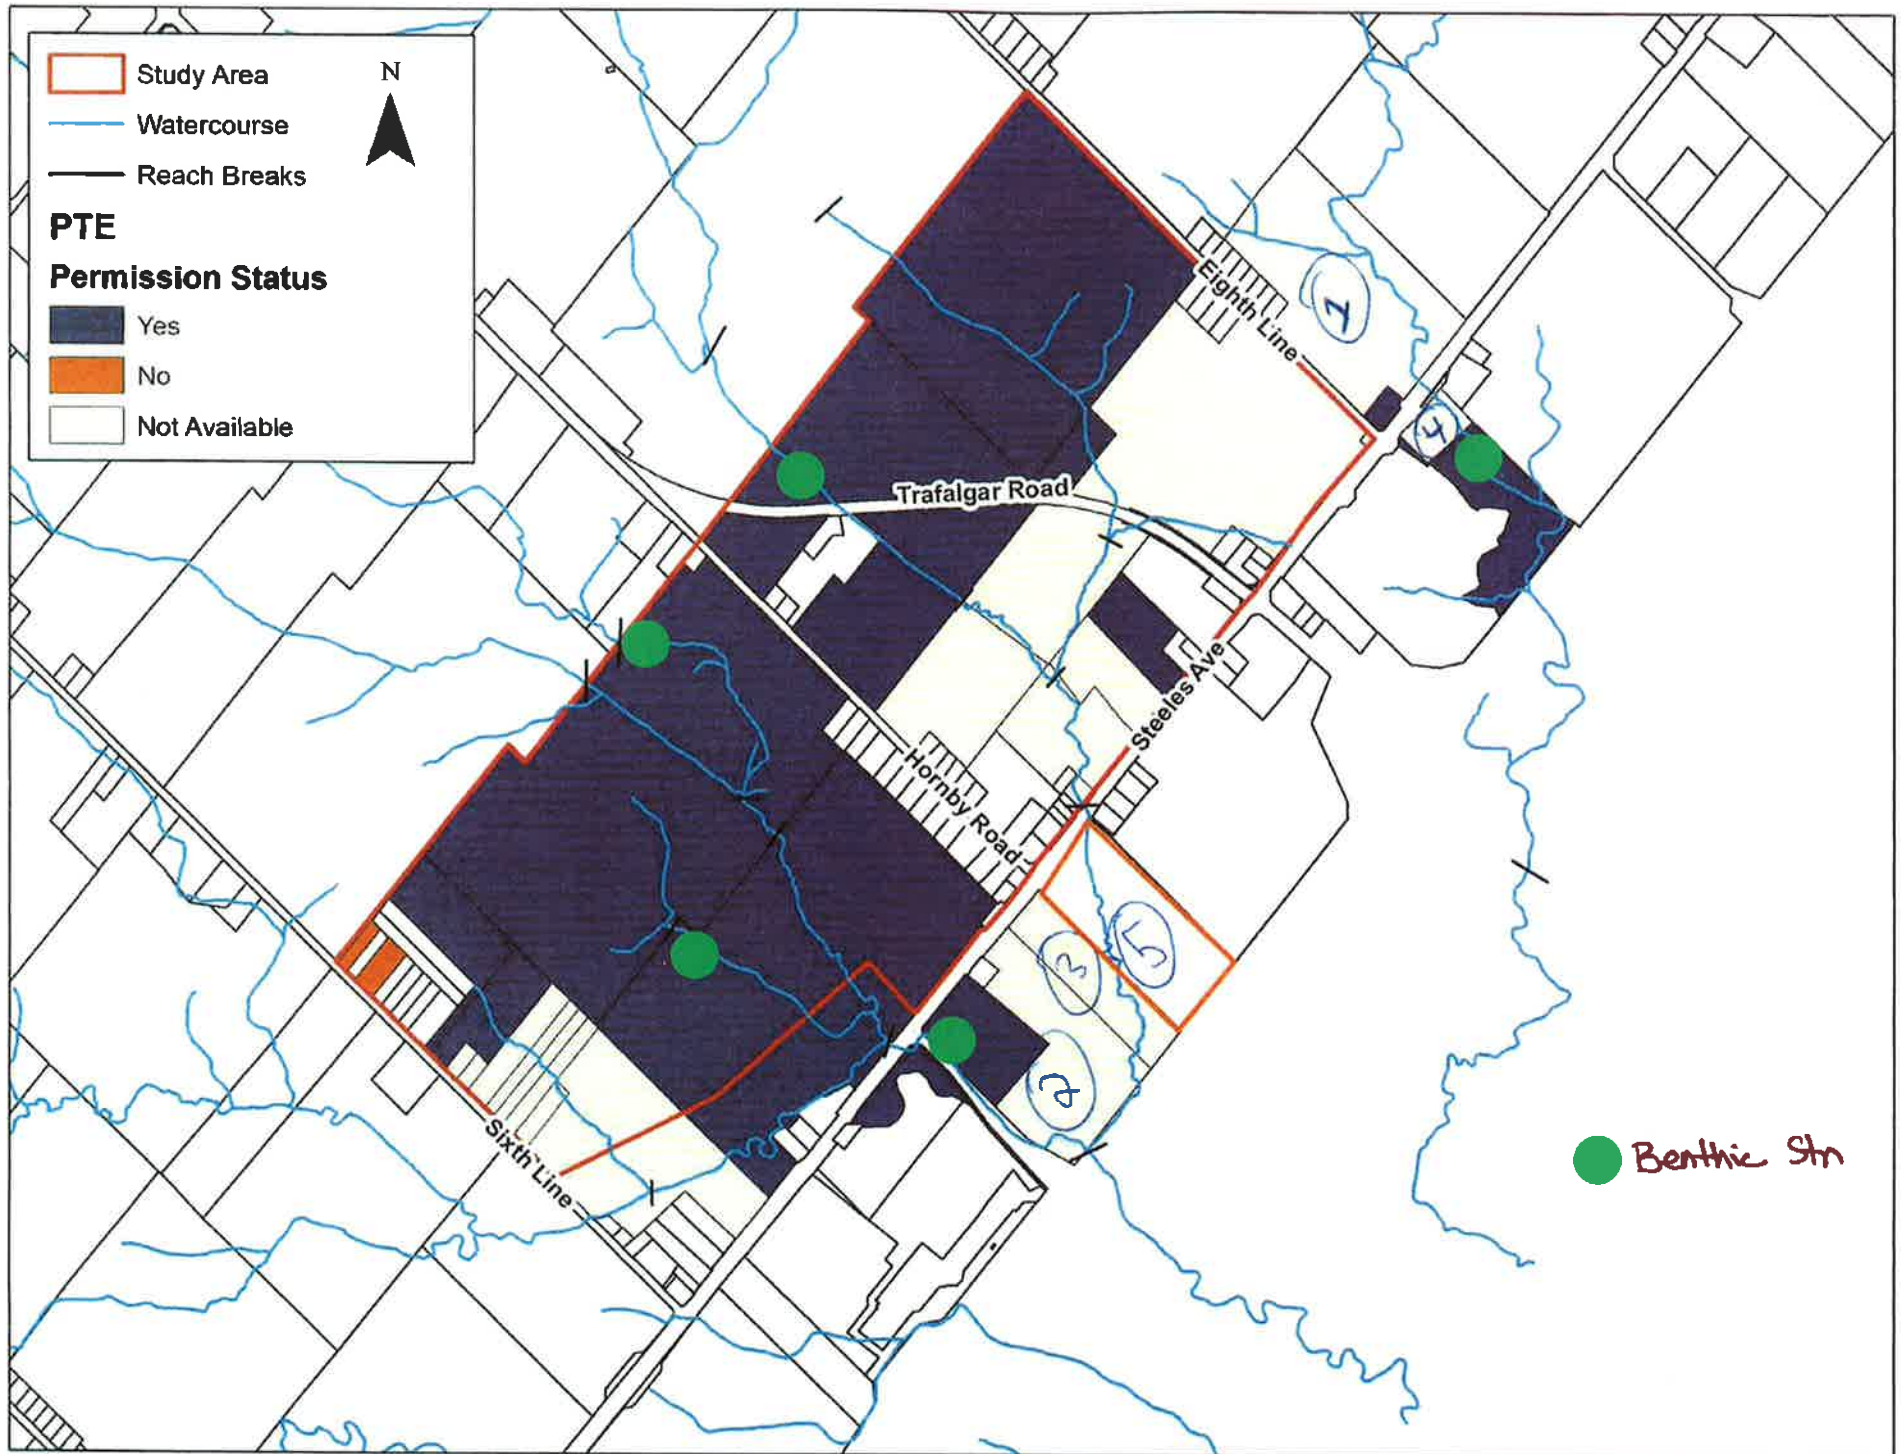 Study Area
N
Watercourse
Reach Breaks
PTE
Permission Status
Yes
No
Not Available
Eighth Line
1
4
Trafalgar Road
Steeles Ave
Hornby Road
3
5
2
Sixth Line
Benthic Stn